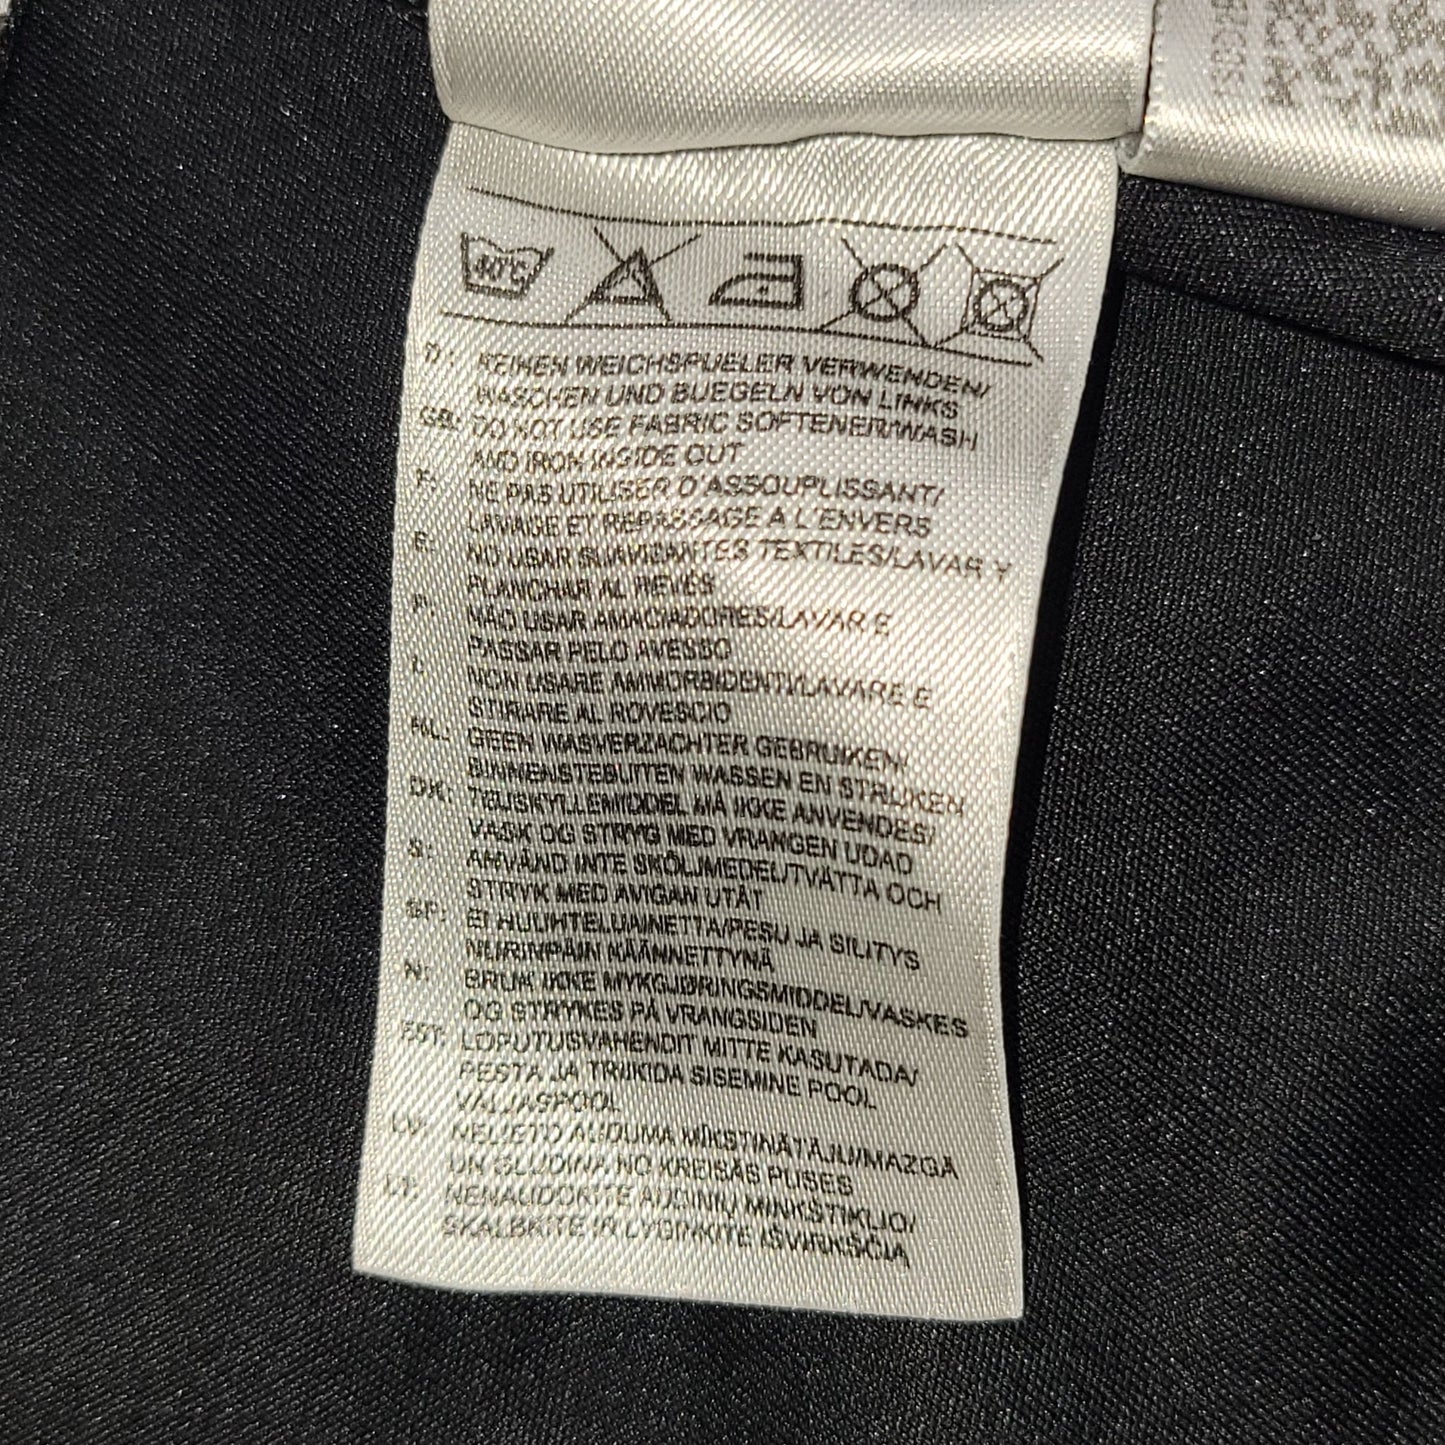 40°C
D: KEINEN WEICHSPUELER VERWENDEN/
WASCHEN UND BUEGELN VON LINKS
GB: DO NOT USE FABRIC SOFTENER/WASH
AND IRON INSIDE OUT
F: NE PAS UTILISER D'ASSOUPLISSANT/
LAVAGE ET REPASSAGE A L'ENVERS
E: NO USAR SUAVIZANTES TEXTILES/LAVAR Y
PLANCHAR AL REVÉS
P: NÃO USAR AMACIADORES/LAVAR E
PASSAR PELO AVESSO
I: NON USARE AMMORBIDENTI/LAVARE E
STIRARE AL ROVESCIO
NL: GEEN WASVERZACHTER GEBRUIKEN/
BINNENSTEBUITEN WASSEN EN STRIJKEN
DK: SKYLLEMIDDEL MÅ IKKE ANVENDES/
VASK OG STRYG MED VRANGEN UDAD
S: ANVÄND INTE SKÖLJMEDEL/TVÄTTA OCH
STRYK MED AVIGAN UTÅT
SF: EI HUUHTELUAINETTA/PESU JA SILITYS
NURINPÄIN KÄÄNNETTYNÄ
N: BRUK IKKE MYKGJØRINGSMIDDEL/VASKES
OG STRYKES PÅ VRANGSIDEN
EST: LOPUTUSVAHENDIT MITTE KASUTADA/
PESTA JA TRIIKIDA SISEMINE POOL
VÄLJASPOOL
LV: NELIETO AUDUMA MĪKSTINĀTĀJU/MAZGĀ
UN GLUDINA NO KREISĀS PUSES
LT: NENAUDOKITE AUDINIŲ MINKŠTIKLIO/
SKALBKITE IR LYGINKITE IŠVIRKŠČIĄ